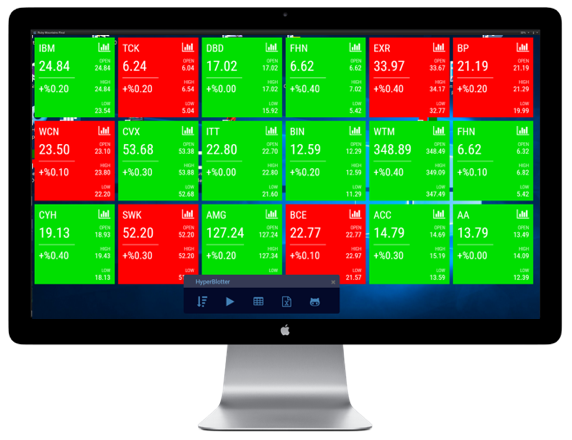 IBM
24.84
OPEN
24.84
+%0.20
HIGH
24.84
LOW
23.54
TCK
6.24
OPEN
6.04
+%0.20
HIGH
6.54
LOW
5.04
DBD
17.02
OPEN
17.02
+%0.00
HIGH
17.02
LOW
15.92
FHN
6.62
OPEN
6.62
+%0.40
HIGH
7.02
LOW
5.42
EXR
33.97
OPEN
33.67
+%0.40
HIGH
34.17
LOW
32.77
BP
21.19
OPEN
21.19
+%0.20
HIGH
21.29
LOW
19.99
WCN
23.50
OPEN
23.10
+%0.10
HIGH
23.80
LOW
22.20
CVX
53.68
OPEN
53.38
+%0.30
HIGH
53.88
LOW
52.68
ITT
22.80
OPEN
22.70
+%0.00
HIGH
22.80
LOW
21.60
BIN
12.59
OPEN
12.29
+%0.20
HIGH
12.59
LOW
11.29
WTM
348.89
OPEN
348.49
+%0.40
HIGH
349.09
LOW
347.49
FHN
6.62
OPEN
6.32
+%0.10
HIGH
6.82
LOW
5.42
CYH
19.13
OPEN
18.93
+%0.40
HIGH
19.43
LOW
18.13
SWK
52.20
OPEN
52.20
+%0.30
HIGH
52.20
LOW
AMG
127.24
OPEN
127.24
+%0.20
HIGH
127.34
LOW
BCE
22.77
OPEN
22.77
+%0.10
HIGH
22.97
LOW
21.57
ACC
14.79
OPEN
14.69
+%0.30
HIGH
15.19
LOW
13.59
AA
13.79
OPEN
13.49
+%0.00
HIGH
14.09
LOW
12.39
HyperBlotter